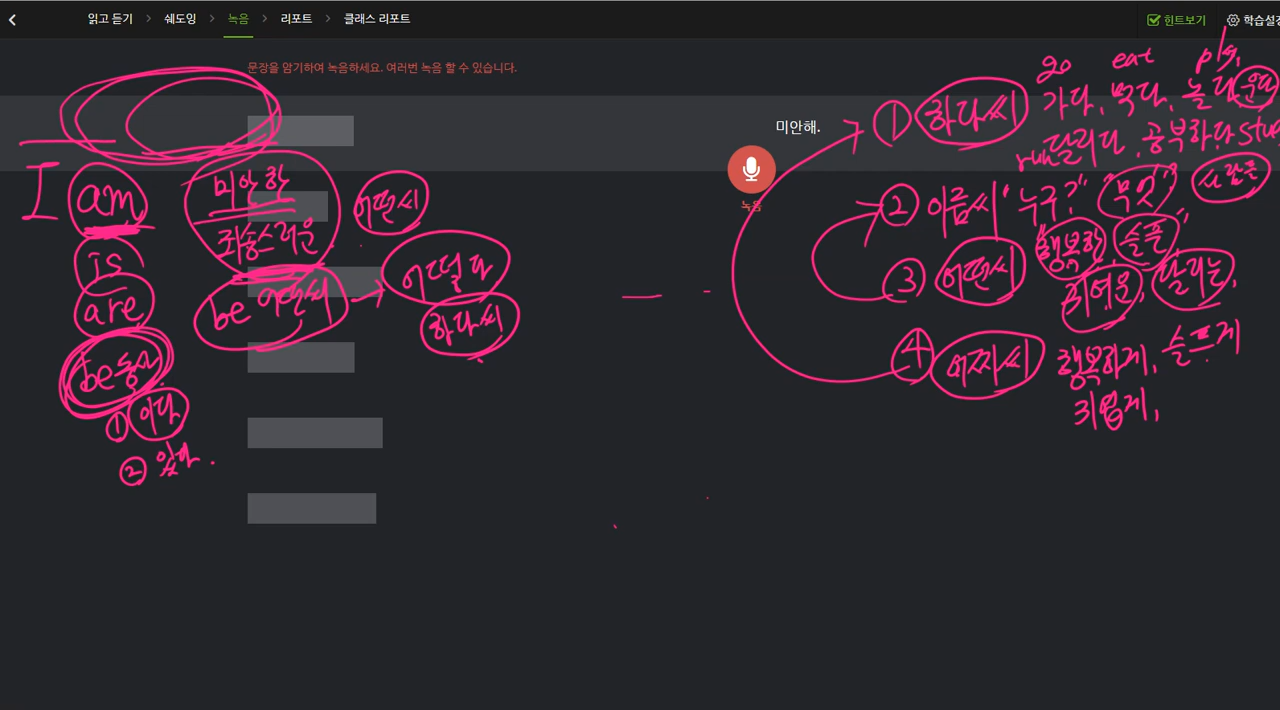 읽고 듣기 > 쉐도잉 > 녹음 > 리포트 > 클래스 리포트
힌트보기 학습설정
문장을 암기하여 녹음하세요. 여러번 녹음 할 수 있습니다.
미안해.
녹음
I am 미안한
죄송스러운
어떤씨
is
are
be 어떤씨 → 어떻다
하다씨
be동사
① 이다
② 있다.
go eat play
① 하다씨 가다, 먹다, 놀다, 운다
run 달리다, 공부하다 stu
② 이름씨 "누구?" "무엇?" 사람들
③ 어떤씨 행복한, 슬픈,
귀여운, 달리는,
④ 어찌씨 행복하게, 슬프게
귀엽게,